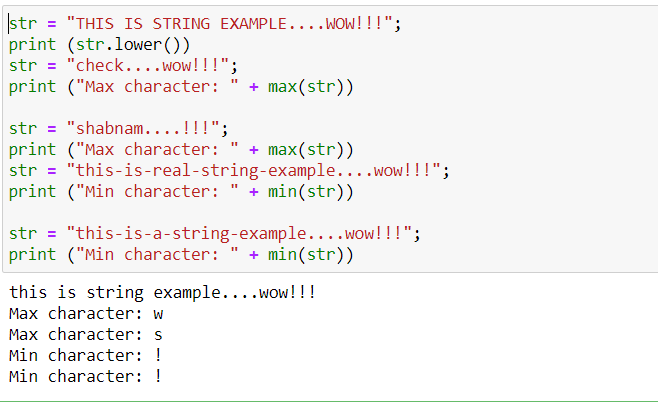 str = "THIS IS STRING EXAMPLE....WOW!!!";
print (str.lower())
str = "check....wow!!!";
print ("Max character: " + max(str))
str = "shabnam....!!!";
print ("Max character: " + max(str))
str = "this-is-real-string-example....wow!!!";
print ("Min character: " + min(str))
str = "this-is-a-string-example....wow!!!";
print ("Min character: " + min(str))
this is string example....wow!!!
Max character: w
Max character: s
Min character: !
Min character: !